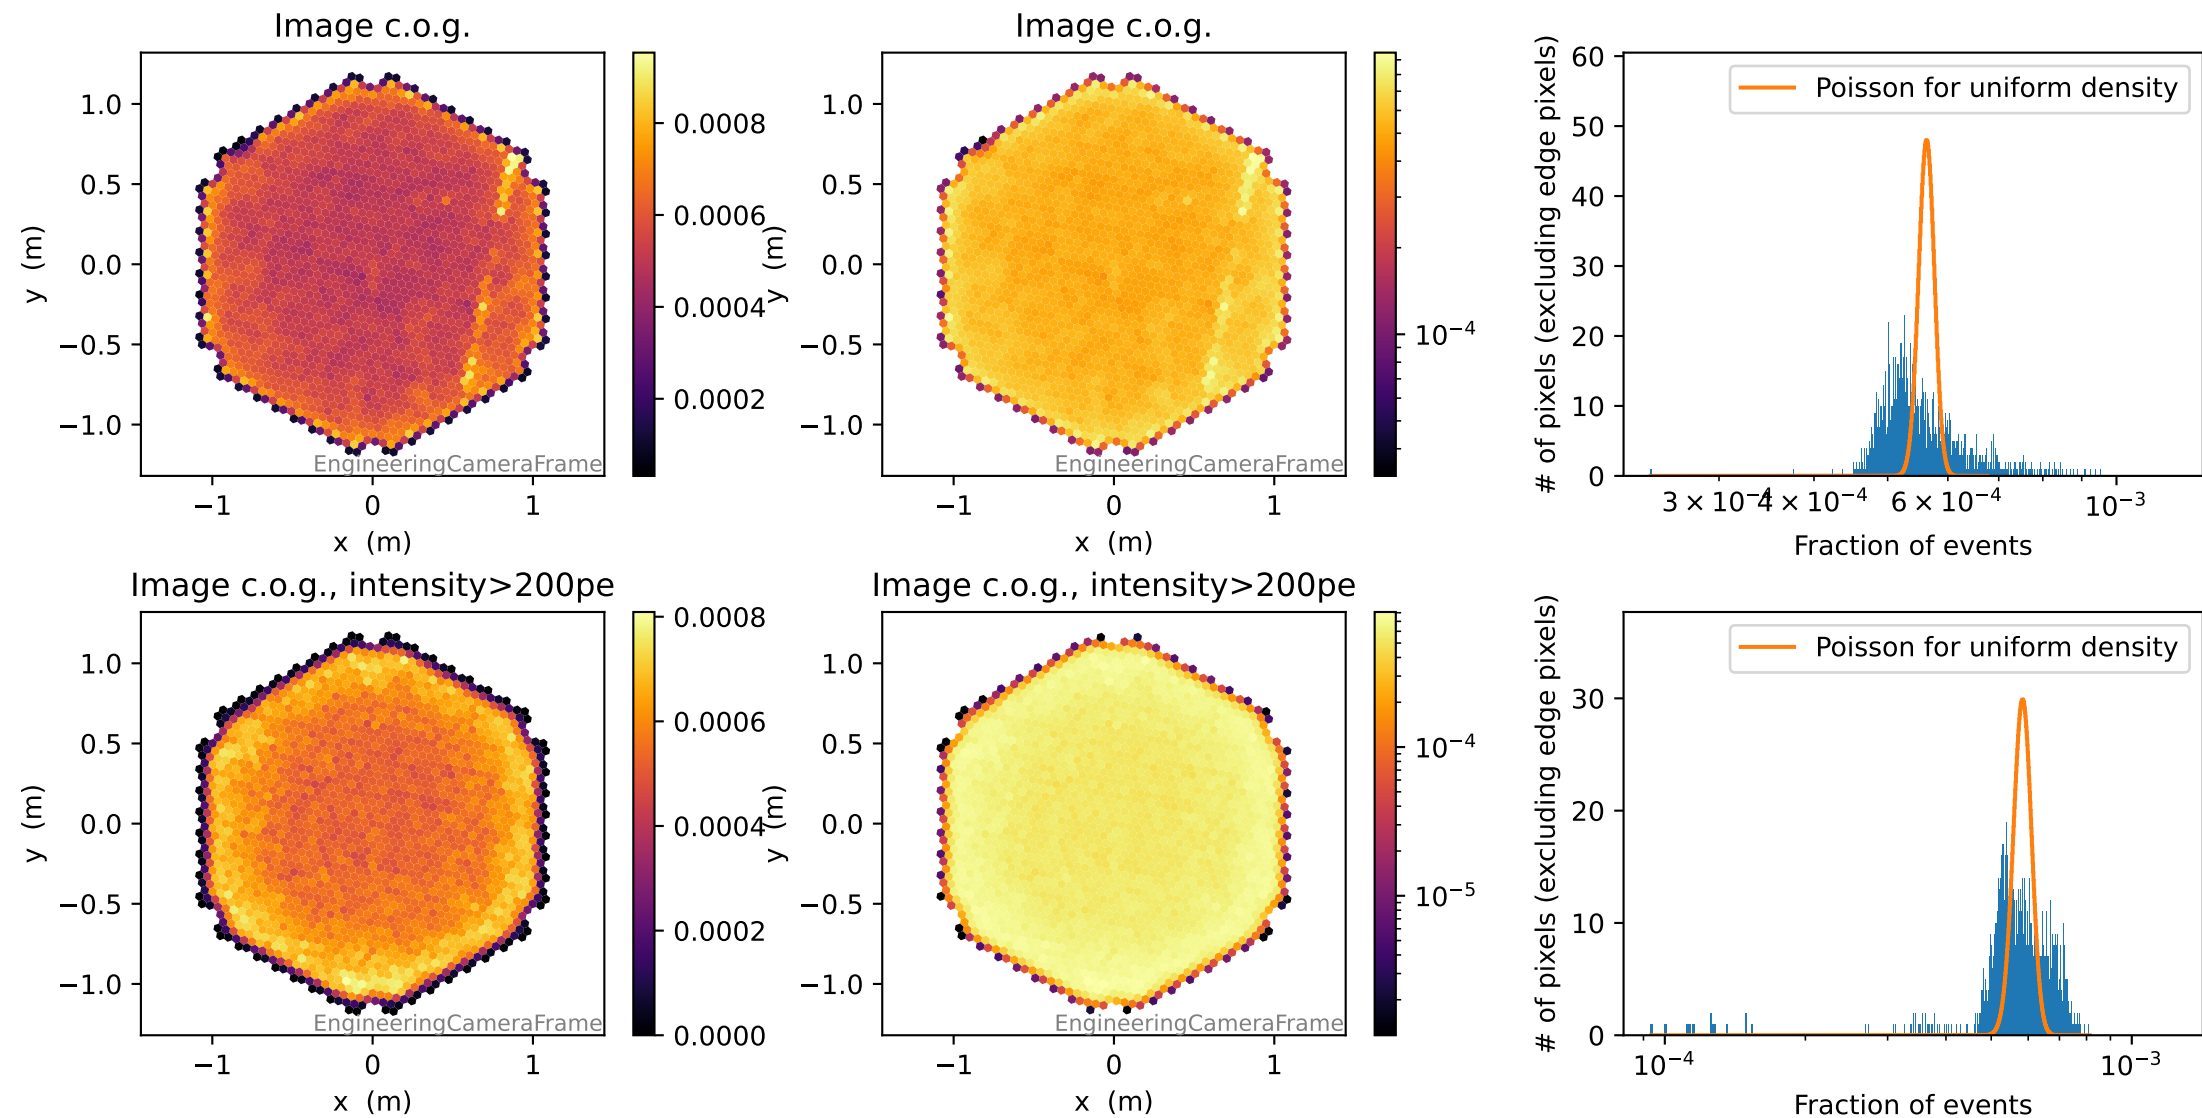 Image c.o.g.
1.0
0.5
0.0
−0.5
−1.0
y (m)
−1
0
1
x (m)
EngineeringCameraFrame
0.0008
0.0006
0.0004
0.0002
Image c.o.g.
1.0
0.5
0.0
−0.5
−1.0
y (m)
−1
0
1
x (m)
EngineeringCameraFrame
10⁻⁴
60
50
40
30
20
10
0
# of pixels (excluding edge pixels)
Poisson for uniform density
3 × 10⁻⁴
4 × 10⁻⁴
6 × 10⁻⁴
10⁻³
Fraction of events
Image c.o.g., intensity>200pe
1.0
0.5
0.0
−0.5
−1.0
y (m)
−1
0
1
x (m)
EngineeringCameraFrame
0.0008
0.0006
0.0004
0.0002
0.0000
Image c.o.g., intensity>200pe
1.0
0.5
0.0
−0.5
−1.0
y (m)
−1
0
1
x (m)
EngineeringCameraFrame
10⁻⁴
10⁻⁵
30
20
10
0
# of pixels (excluding edge pixels)
Poisson for uniform density
10⁻⁴
10⁻³
Fraction of events